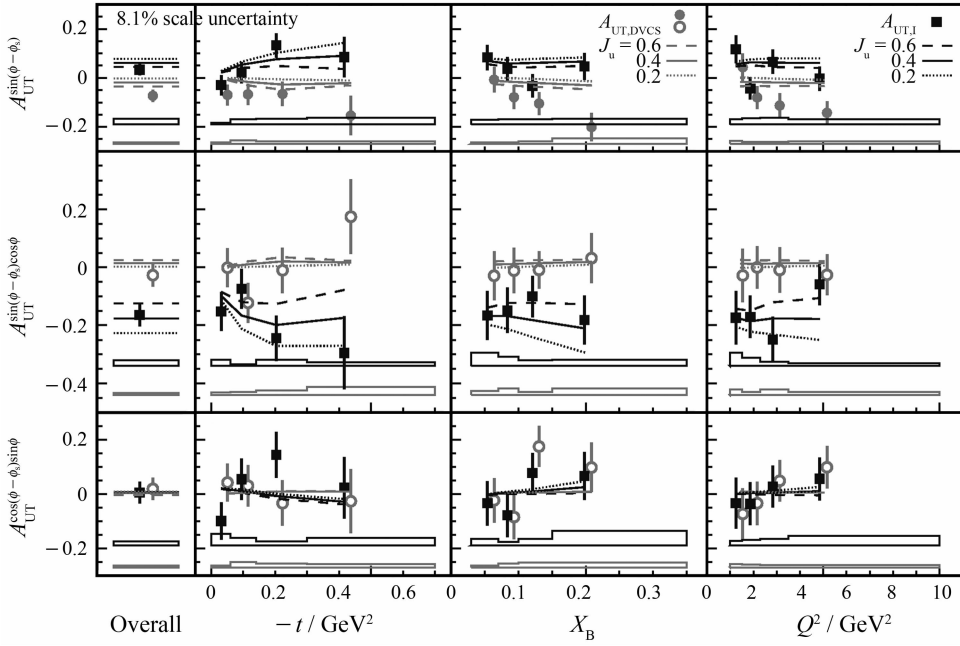 8.1% scale uncertainty
A_UT,DVCS
A_UT,I
J_u = 0.6
0.4
0.2
= 0.6
0.4
0.2
A_UT^sin(ϕ − ϕ_s)
0.2
0
−0.2
A_UT^sin(ϕ − ϕ_s)cosϕ
0.2
0
−0.2
−0.4
A_UT^cos(ϕ − ϕ_s)sinϕ
0.2
0
−0.2
0 0.2 0.4 0.6 0 0.1 0.2 0.3 0 2 4 6 8 10
Overall −t / GeV² X_B Q² / GeV²